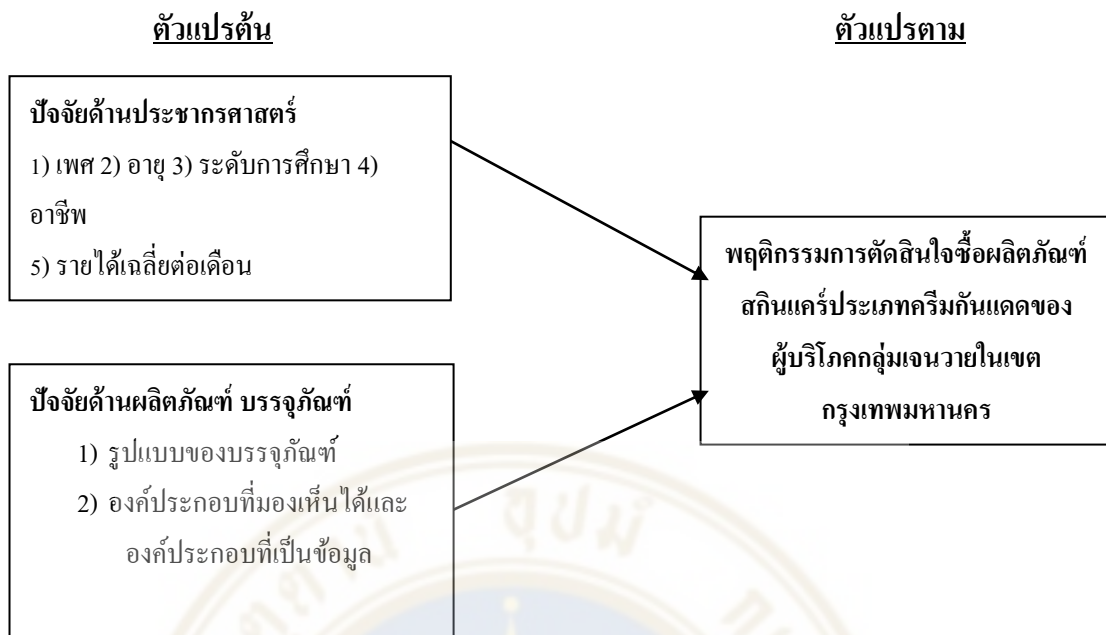 ตัวแปรต้น
ตัวแปรตาม
ปัจจัยด้านประชากรศาสตร์
1) เพศ 2) อายุ 3) ระดับการศึกษา 4)
อาชีพ
5) รายได้เฉลี่ยต่อเดือน
พฤติกรรมการตัดสินใจซื้อผลิตภัณฑ์
สกินแคร์ประเภทครีมกันแดดของ
ผู้บริโภคกลุ่มเจนวายในเขต
กรุงเทพมหานคร
ปัจจัยด้านผลิตภัณฑ์ บรรจุภัณฑ์
1) รูปแบบของบรรจุภัณฑ์
2) องค์ประกอบที่มองเห็นได้และ
องค์ประกอบที่เป็นข้อมูล